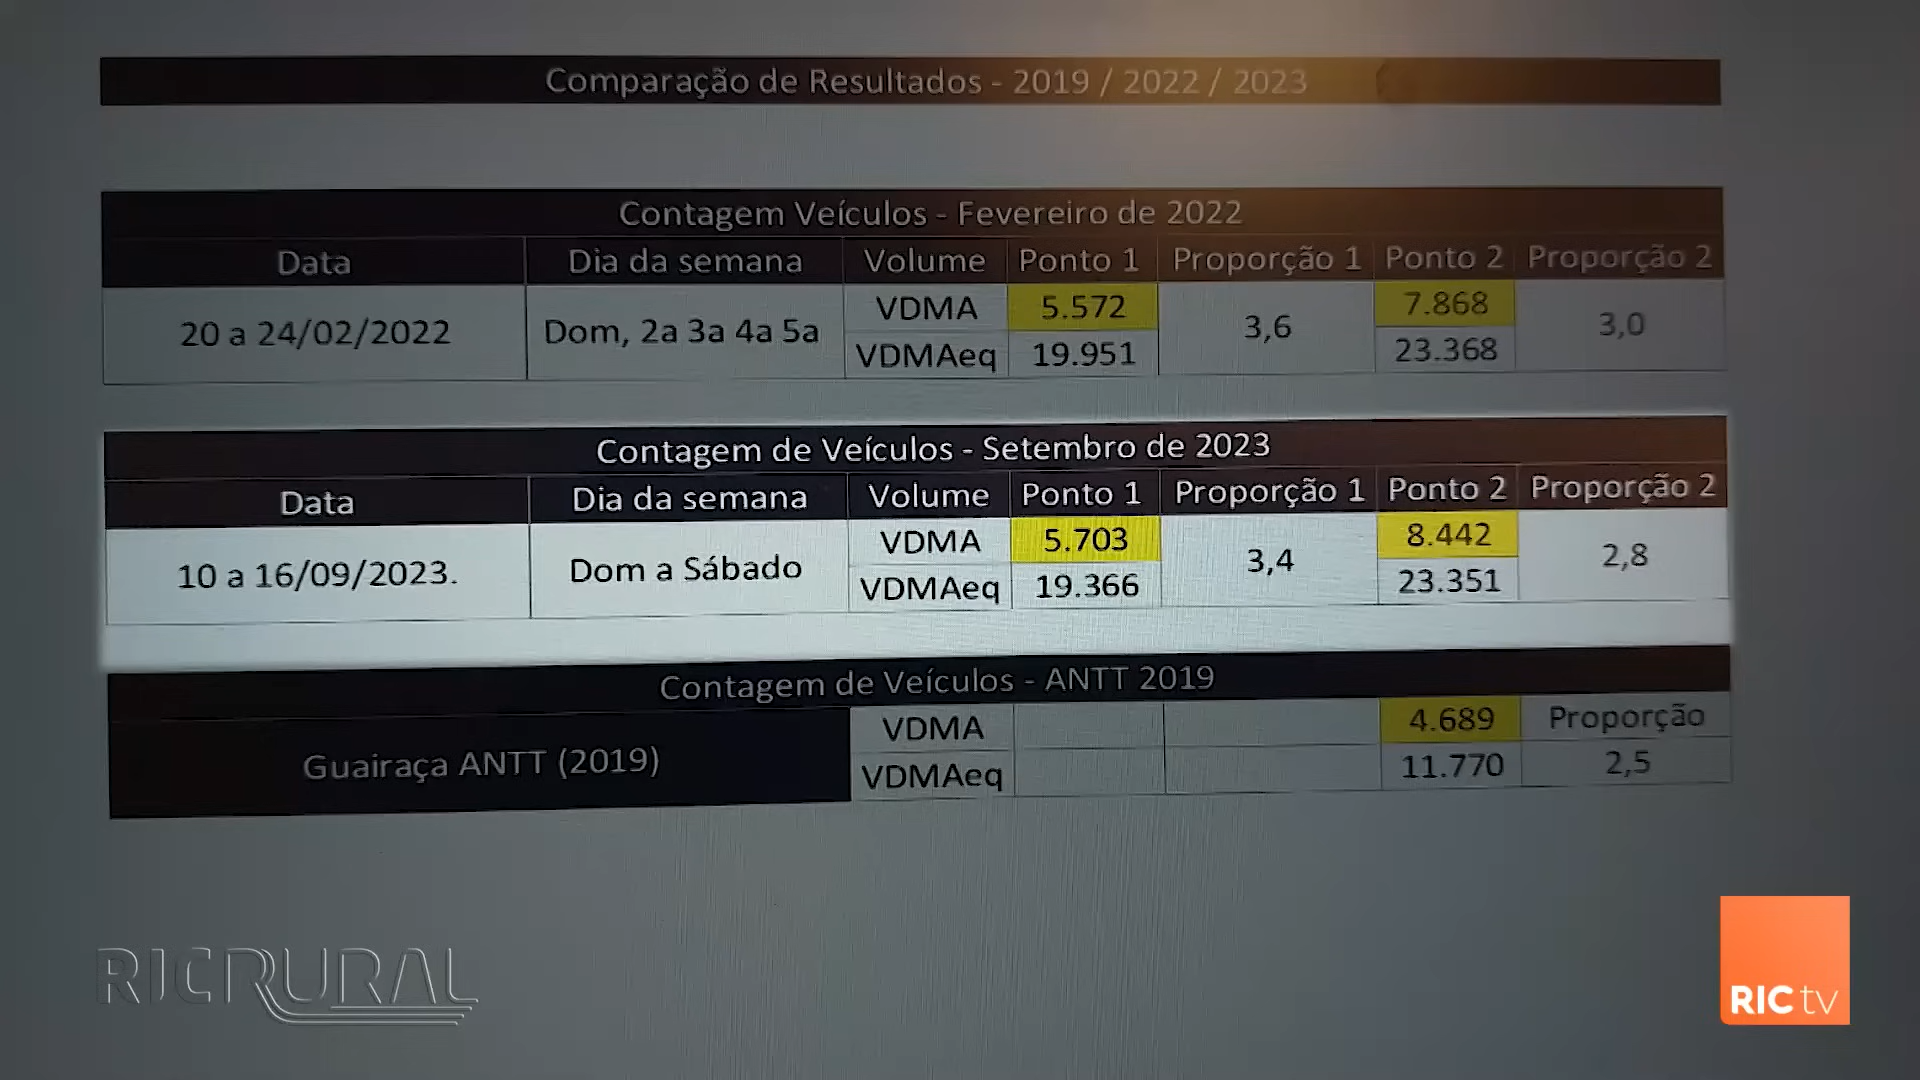 Comparação de Resultados - 2019 / 2022 / 2023
Contagem Veículos - Fevereiro de 2022
Data Dia da semana Volume Ponto 1 Proporção 1 Ponto 2 Proporção 2
20 a 24/02/2022 Dom, 2a 3a 4a 5a VDMA 5.572 3,6 7.868 3,0
VDMAeq 19.951 23.368
Contagem de Veículos - Setembro de 2023
Data Dia da semana Volume Ponto 1 Proporção 1 Ponto 2 Proporção 2
10 a 16/09/2023. Dom a Sábado VDMA 5.703 3,4 8.442 2,8
VDMAeq 19.366 23.351
Contagem de Veículos - ANTT 2019
Guairaça ANTT (2019) VDMA 4.689 Proporção
VDMAeq 11.770 2,5
RICRURAL
RIC tv